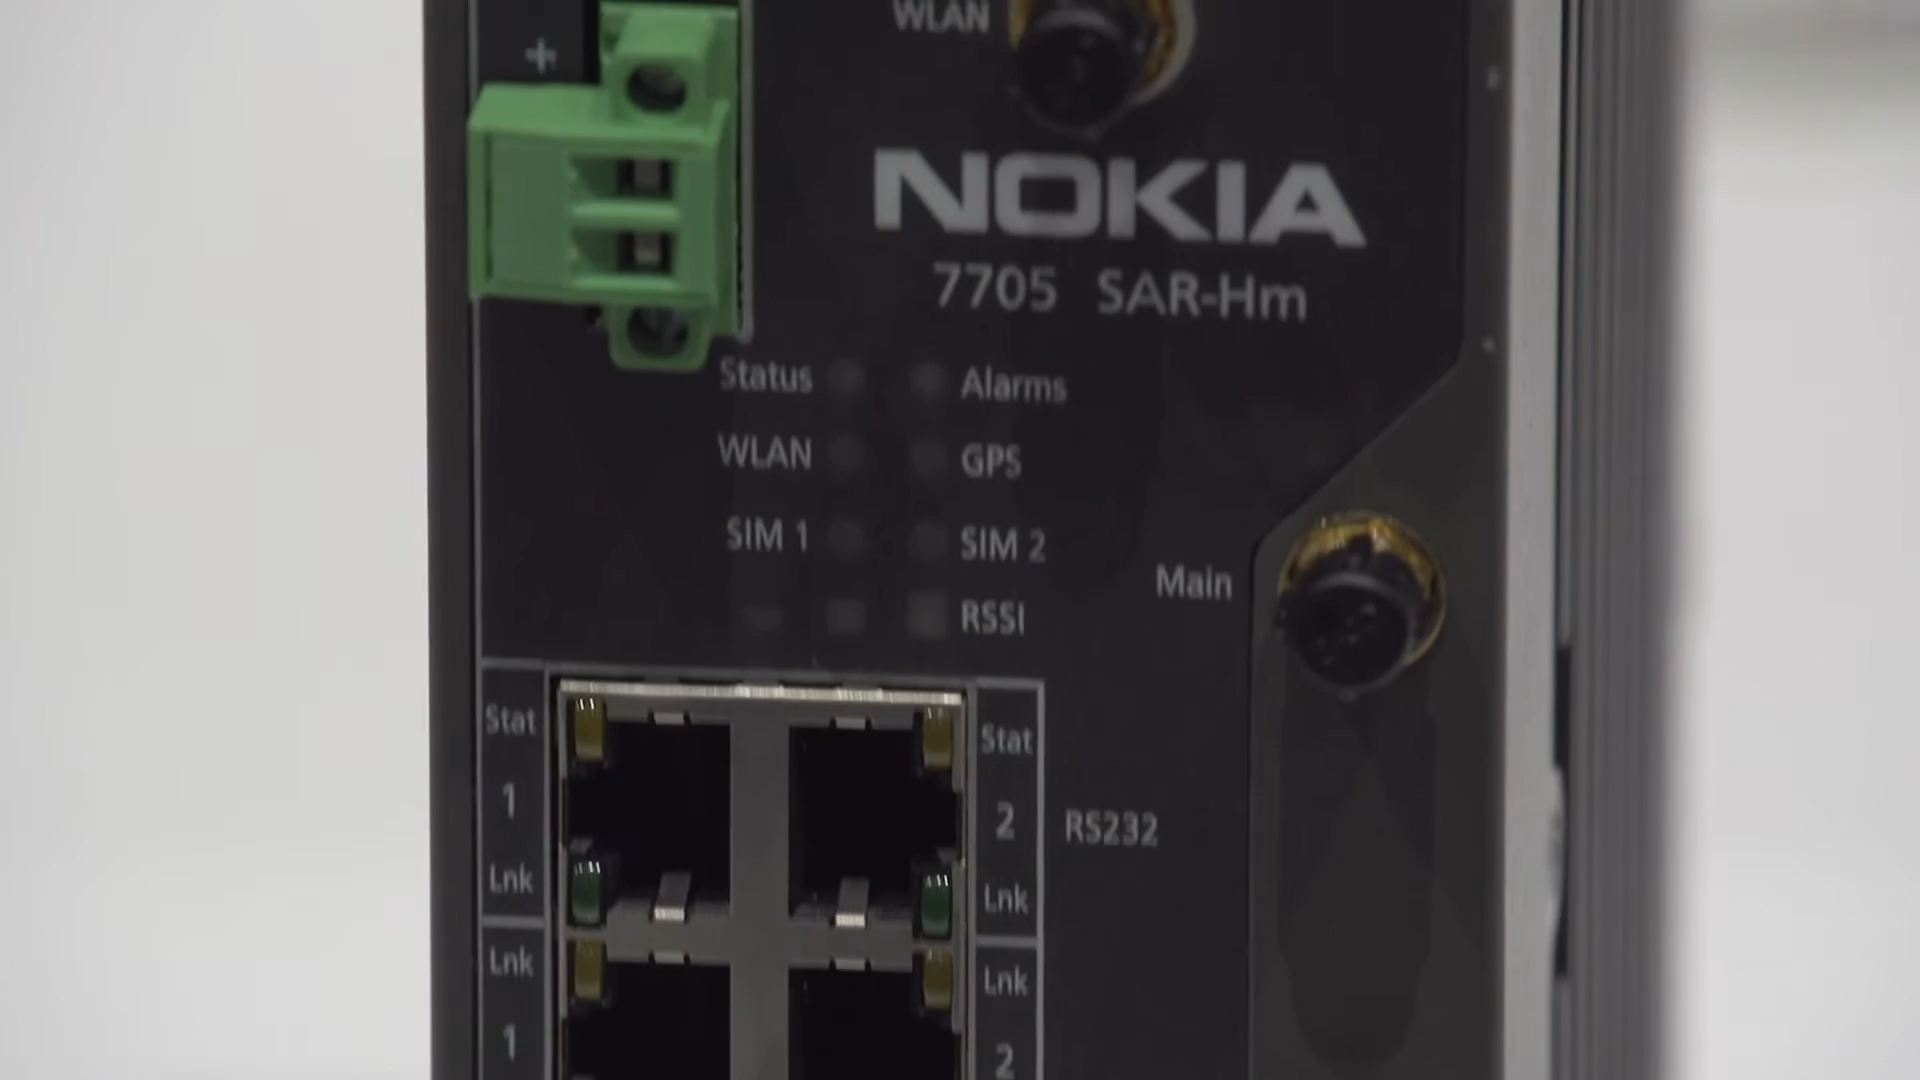 WLAN
+
NOKIA
7705 SAR-Hm
Status Alarms
WLAN GPS
SIM 1 SIM 2
RSSI
Main
Stat Stat
1 2 RS232
Lnk Lnk
Lnk Lnk
1 2